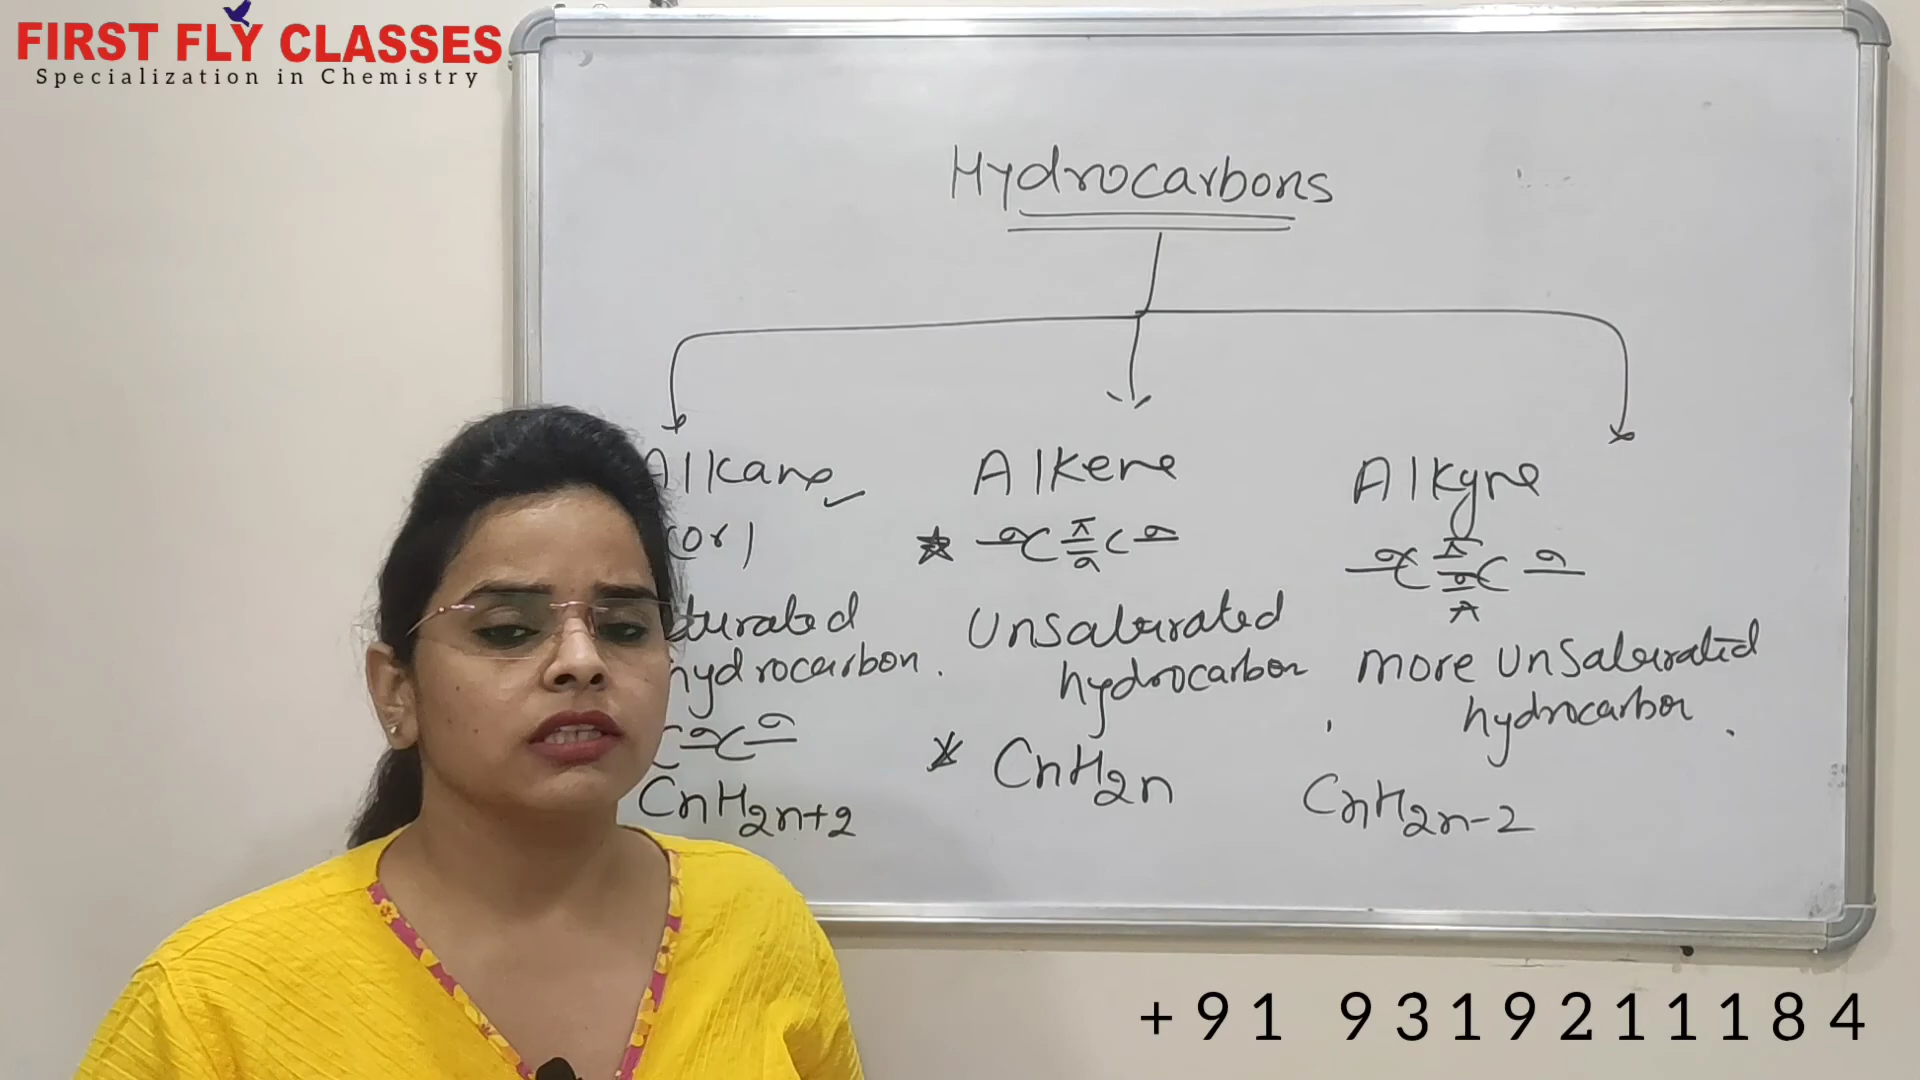 FIRST FLY CLASSES
Specialization in Chemistry
Hydrocarbons
Alkane
(or)
hydrocarbon.
CnH2n+2
Alkene
C π σ C
Unsaturated
hydrocarbon
CnH2n
Alkyne
C π σ π C
more unsaturated
hydrocarbon.
CnH2n-2
+91 9319211184